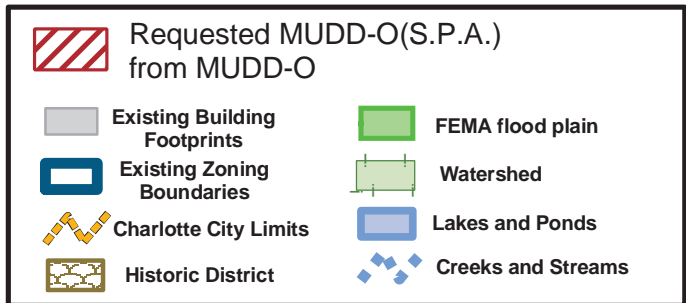 Requested MUDD-O(S.P.A.)
from MUDD-O
Existing Building
Footprints
Existing Zoning
Boundaries
Charlotte City Limits
Historic District
FEMA flood plain
Watershed
Lakes and Ponds
Creeks and Streams